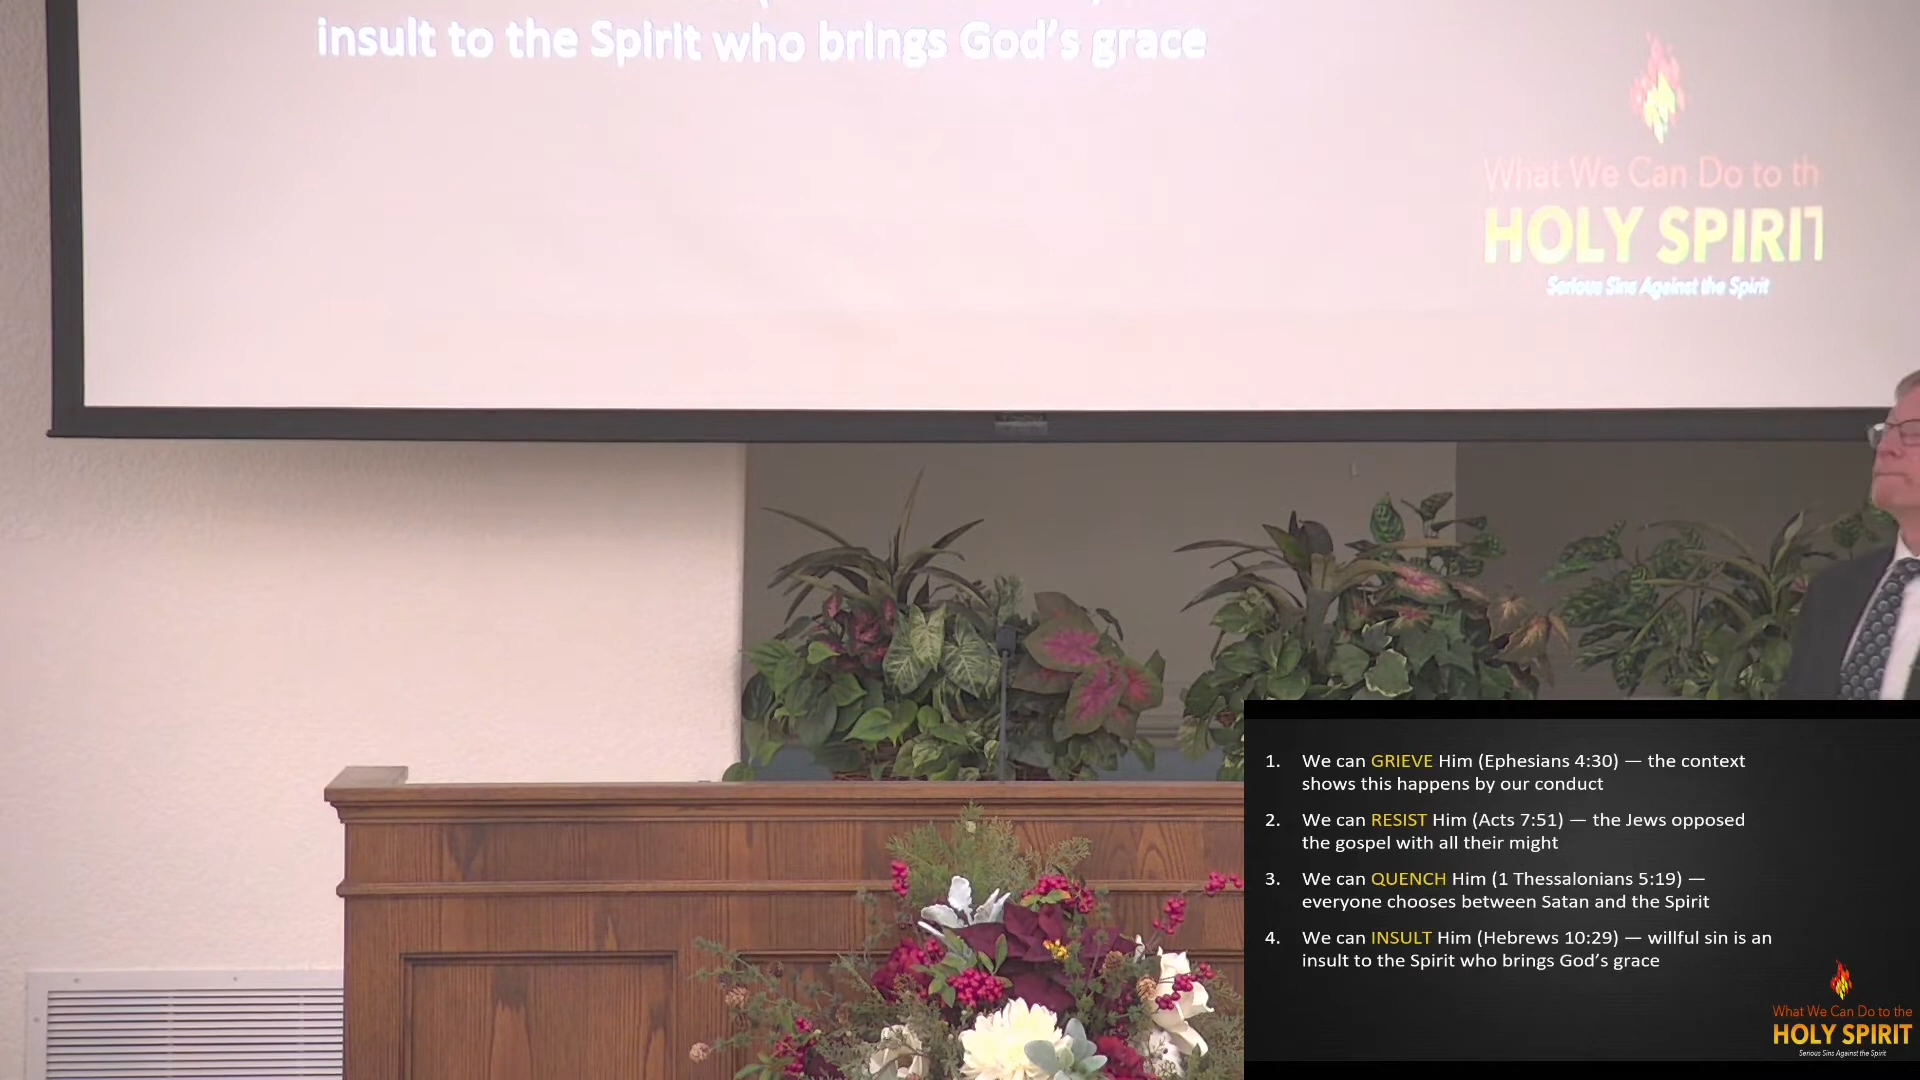 insult to the Spirit who brings God's grace
What We Can Do to th
HOLY SPIRIT
Serious Sins Against the Spirit
1. We can GRIEVE Him (Ephesians 4:30) — the context
shows this happens by our conduct
2. We can RESIST Him (Acts 7:51) — the Jews opposed
the gospel with all their might
3. We can QUENCH Him (1 Thessalonians 5:19) —
everyone chooses between Satan and the Spirit
4. We can INSULT Him (Hebrews 10:29) — willful sin is an
insult to the Spirit who brings God's grace
What We Can Do to the
HOLY SPIRIT
Serious Sins Against the Spirit